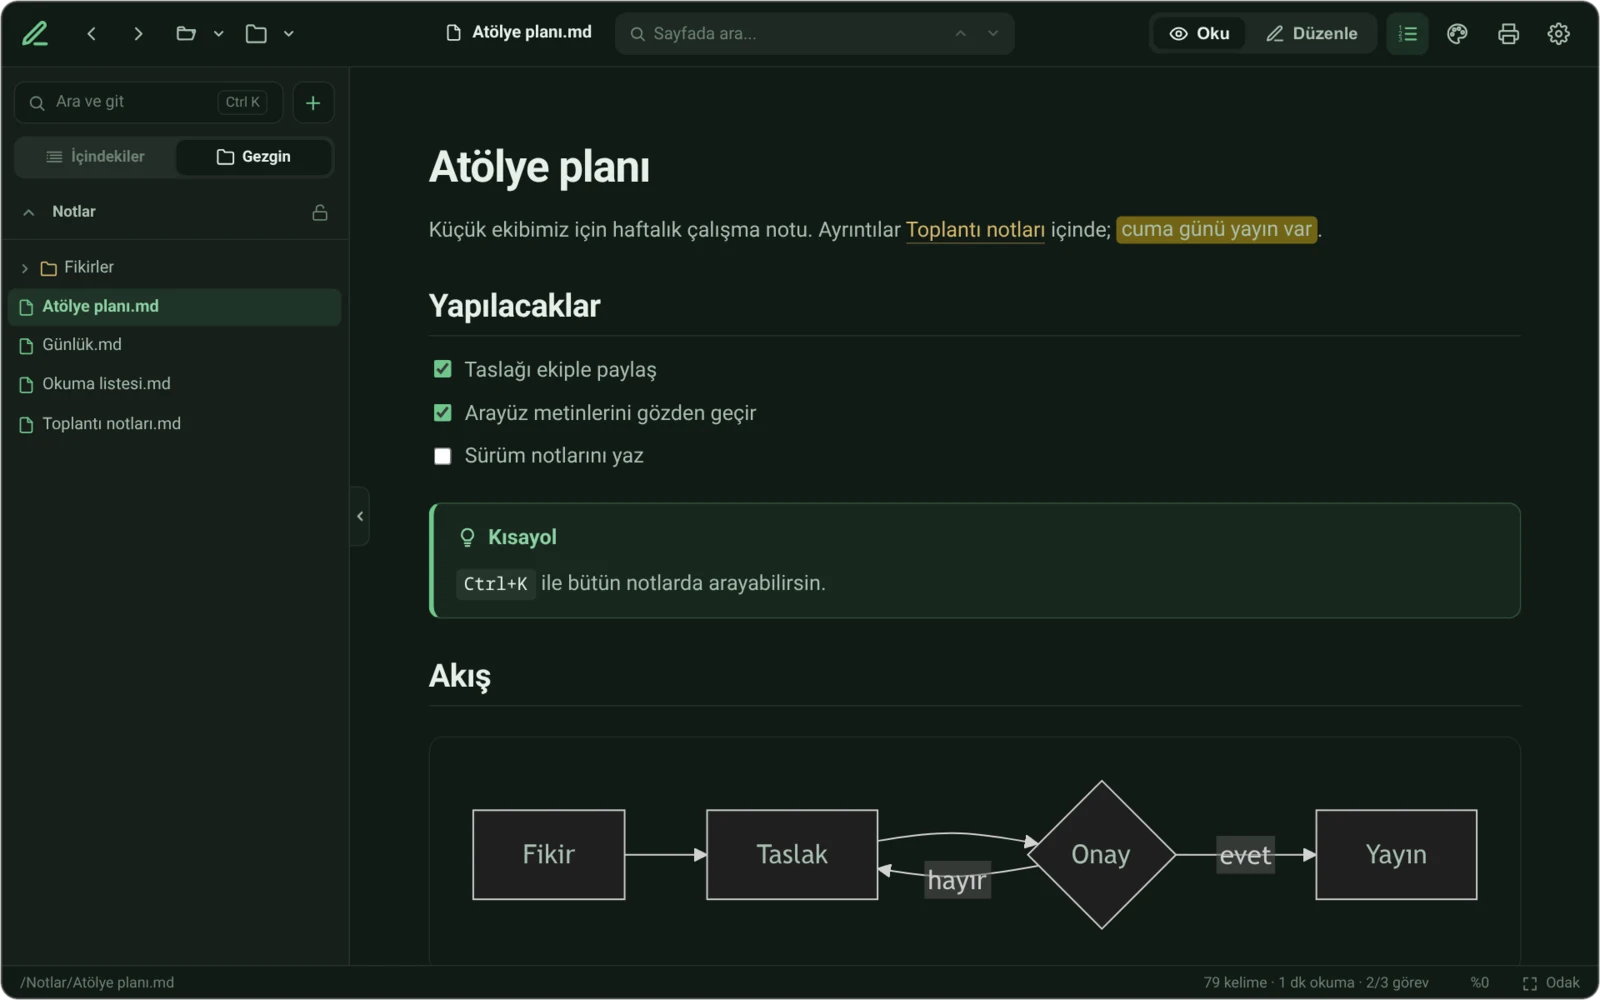 Atölye planı.md
Sayfada ara...
Oku
Düzenle
Ara ve git
Ctrl K
İçindekiler
Gezgin
Notlar
Fikirler
Atölye planı.md
Günlük.md
Okuma listesi.md
Toplantı notları.md
Atölye planı
Küçük ekibimiz için haftalık çalışma notu. Ayrıntılar Toplantı notları içinde; cuma günü yayın var.
Yapılacaklar
Taslağı ekiple paylaş
Arayüz metinlerini gözden geçir
Sürüm notlarını yaz
Kısayol
Ctrl+K ile bütün notlarda arayabilirsin.
Akış
Fikir
Taslak
hayır
Onay
evet
Yayın
/Notlar/Atölye planı.md
79 kelime · 1 dk okuma · 2/3 görev
%0
Odak